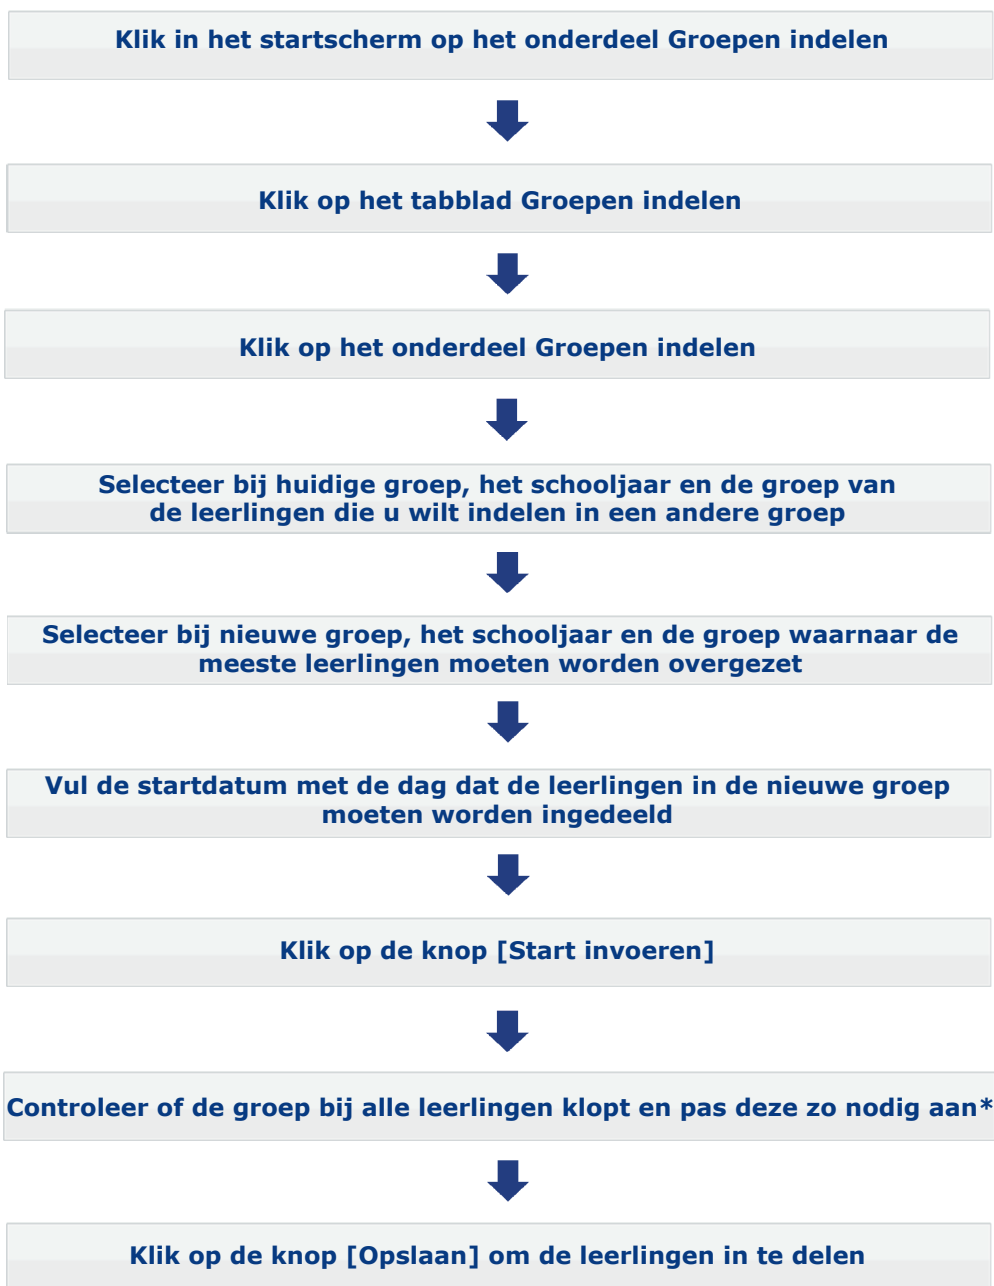 Klik in het startscherm op het onderdeel Groepen indelen
Klik op het tabblad Groepen indelen
Klik op het onderdeel Groepen indelen
Selecteer bij huidige groep, het schooljaar en de groep van
de leerlingen die u wilt indelen in een andere groep
Selecteer bij nieuwe groep, het schooljaar en de groep waarnaar de
meeste leerlingen moeten worden overgezet
Vul de startdatum met de dag dat de leerlingen in de nieuwe groep
moeten worden ingedeeld
Klik op de knop [Start invoeren]
Controleer of de groep bij alle leerlingen klopt en pas deze zo nodig aan*
Klik op de knop [Opslaan] om de leerlingen in te delen